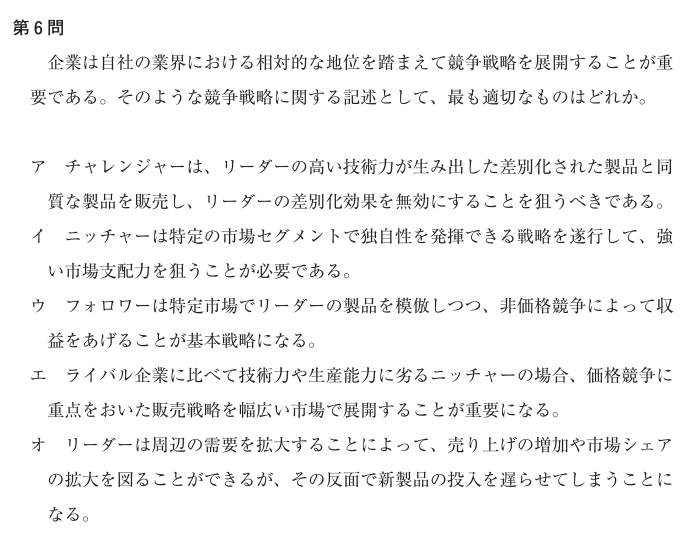 第6問
企業は自社の業界における相対的な地位を踏まえて競争戦略を展開することが重
要である。そのような競争戦略に関する記述として、最も適切なものはどれか。
ア　チャレンジャーは、リーダーの高い技術力が生み出した差別化された製品と同
質な製品を販売し、リーダーの差別化効果を無効にすることを狙うべきである。
イ　ニッチャーは特定の市場セグメントで独自性を発揮できる戦略を遂行して、強
い市場支配力を狙うことが必要である。
ウ　フォロワーは特定市場でリーダーの製品を模倣しつつ、非価格競争によって収
益をあげることが基本戦略になる。
エ　ライバル企業に比べて技術力や生産能力に劣るニッチャーの場合、価格競争に
重点をおいた販売戦略を幅広い市場で展開することが重要になる。
オ　リーダーは周辺の需要を拡大することによって、売り上げの増加や市場シェア
の拡大を図ることができるが、その反面で新製品の投入を遅らせてしまうことに
なる。